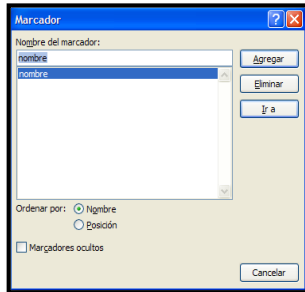 Marcador
Nombre del marcador:
nombre
nombre
Agregar
Eliminar
Ir a
Ordenar por:
Nombre
Posición
Marcadores ocultos
Cancelar